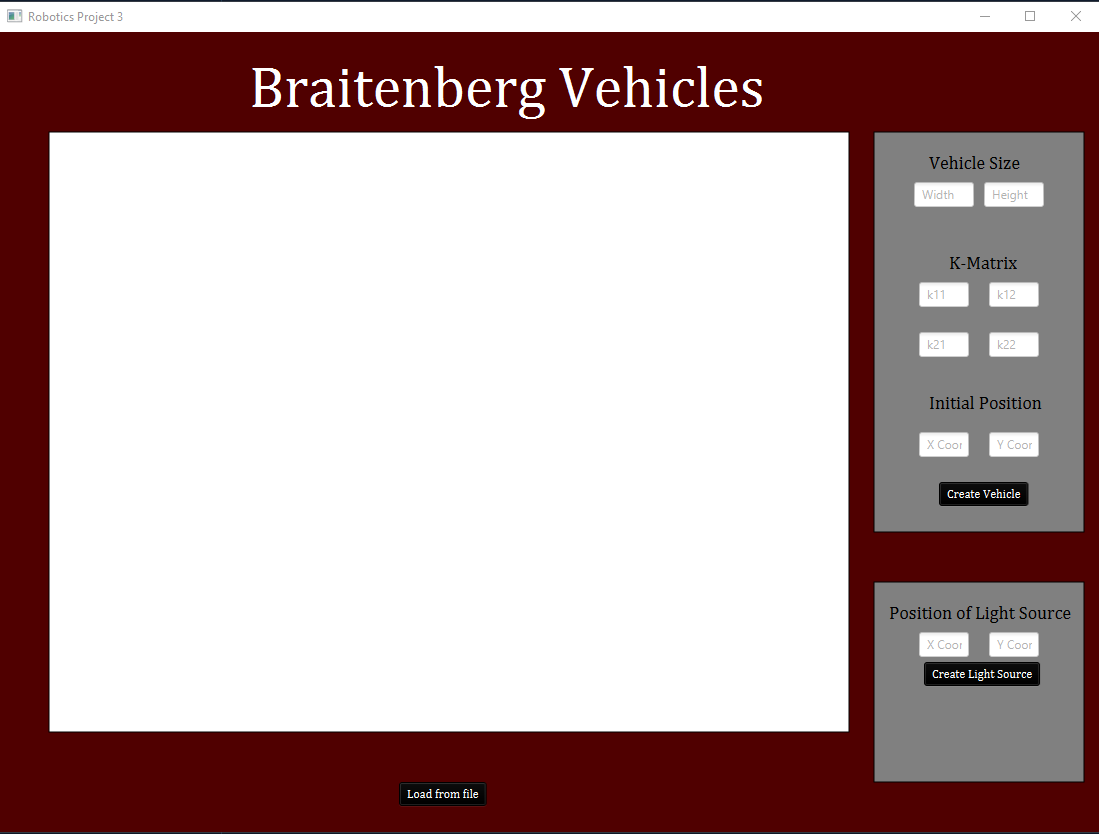 Robotics Project 3
Braitenberg Vehicles
Vehicle Size
Width Height
K-Matrix
k11 k12
k21 k22
Initial Position
X Coor Y Coor
Create Vehicle
Position of Light Source
X Coor Y Coor
Create Light Source
Load from file